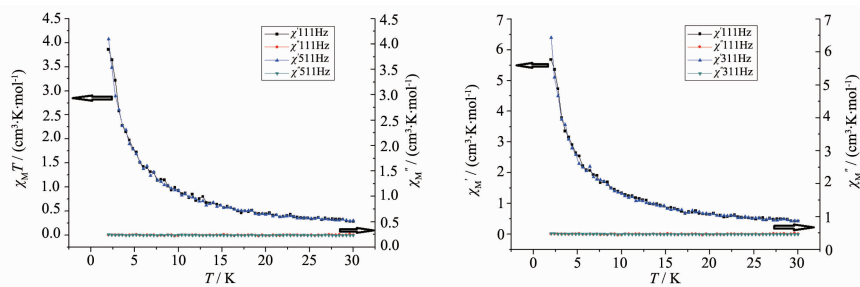 4.5
4.0
3.5
3.0
2.5
2.0
1.5
1.0
0.5
0.0
χMT / (cm³·K·mol⁻¹)
0 5 10 15 20 25 30
T / K
4.5
4.0
3.5
3.0
2.5
2.0
1.5
1.0
0.5
0.0
χM″ / (cm³·K·mol⁻¹)
χ′111Hz
χ″111Hz
χ′511Hz
χ″511Hz
7
6
5
4
3
2
1
0
χM′ / (cm³·K·mol⁻¹)
0 5 10 15 20 25 30
T / K
7
6
5
4
3
2
1
0
χM″ / (cm³·K·mol⁻¹)
χ′111Hz
χ″111Hz
χ′311Hz
χ″311Hz